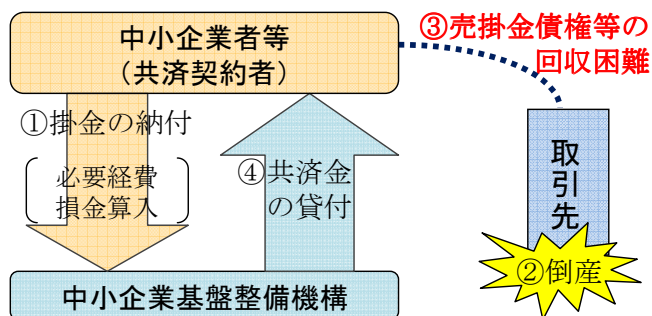 中小企業者等
（共済契約者）
③売掛金債権等の
回収困難
①掛金の納付
必要経費
損金算入
④共済金
の貸付
取引先
②倒産
中小企業基盤整備機構